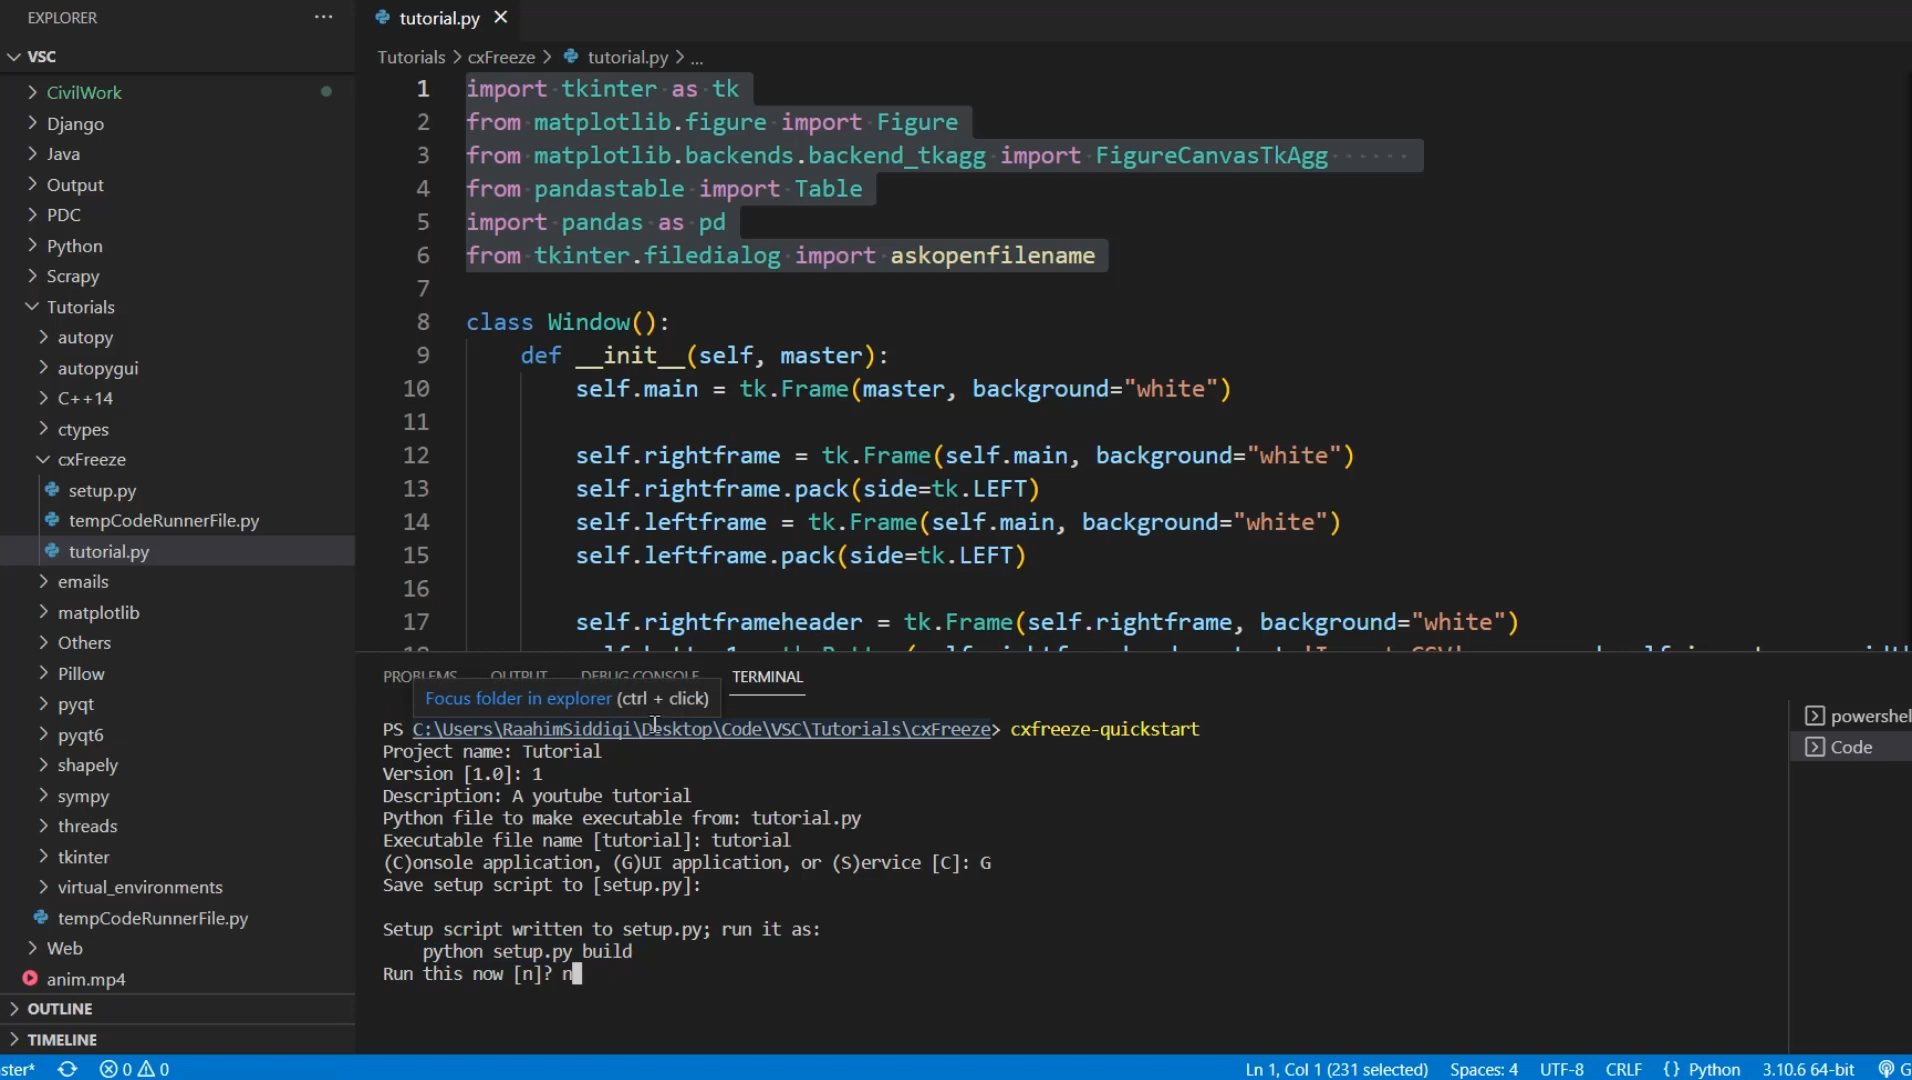 EXPLORER
VSC
CivilWork
Django
Java
Output
PDC
Python
Scrapy
Tutorials
autopy
autopygui
C++14
ctypes
cxFreeze
setup.py
tempCodeRunnerFile.py
tutorial.py
emails
matplotlib
Others
Pillow
pyqt
pyqt6
shapely
sympy
threads
tkinter
virtual_environments
tempCodeRunnerFile.py
Web
anim.mp4
OUTLINE
TIMELINE
tutorial.py
Tutorials > cxFreeze > tutorial.py > ...
1 import tkinter as tk
2 from matplotlib.figure import Figure
3 from matplotlib.backends.backend_tkagg import FigureCanvasTkAgg
4 from pandastable import Table
5 import pandas as pd
6 from tkinter.filedialog import askopenfilename
7
8 class Window():
9 def __init__(self, master):
10 self.main = tk.Frame(master, background="white")
11
12 self.rightframe = tk.Frame(self.main, background="white")
13 self.rightframe.pack(side=tk.LEFT)
14 self.leftframe = tk.Frame(self.main, background="white")
15 self.leftframe.pack(side=tk.LEFT)
16
17 self.rightframeheader = tk.Frame(self.rightframe, background="white")
PROBLEMS OUTPUT DEBUG CONSOLE TERMINAL
Focus folder in explorer (ctrl + click)
PS C:\Users\RaahimSiddiqi\Desktop\Code\VSC\Tutorials\cxFreeze> cxfreeze-quickstart
Project name: Tutorial
Version [1.0]: 1
Description: A youtube tutorial
Python file to make executable from: tutorial.py
Executable file name [tutorial]: tutorial
(C)onsole application, (G)UI application, or (S)ervice [C]: G
Save setup script to [setup.py]:
Setup script written to setup.py; run it as:
python setup.py build
Run this now [n]? n
powershel
Code
ster* 0 0 Ln 1, Col 1 (231 selected) Spaces: 4 UTF-8 CRLF {} Python 3.10.6 64-bit G